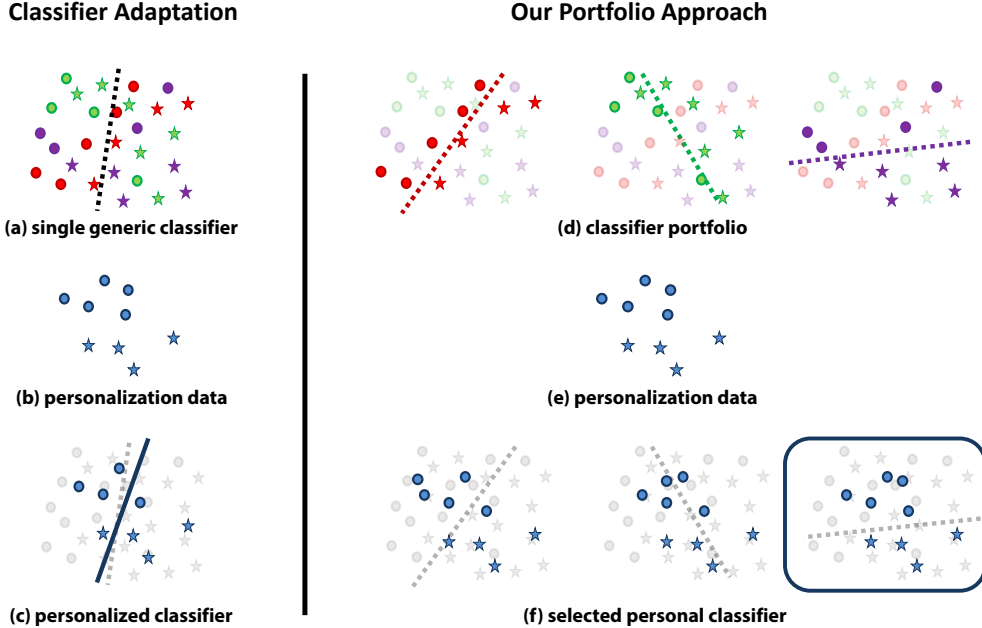 Classifier Adaptation
Our Portfolio Approach
(a) single generic classifier
(d) classifier portfolio
(b) personalization data
(e) personalization data
(c) personalized classifier
(f) selected personal classifier